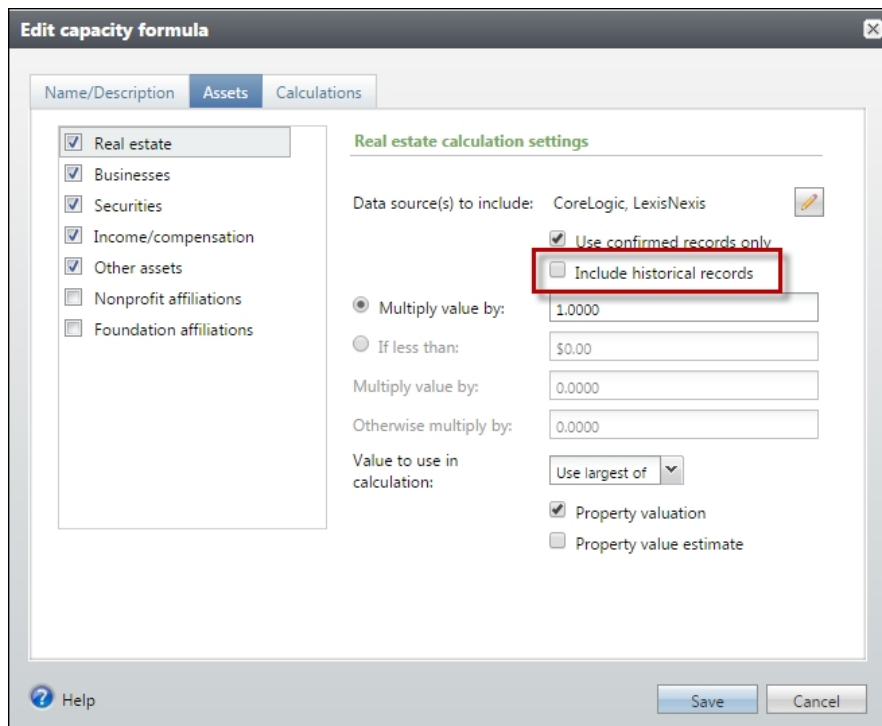 Edit capacity formula
Name/Description Assets Calculations
Real estate
Businesses
Securities
Income/compensation
Other assets
Nonprofit affiliations
Foundation affiliations
Real estate calculation settings
Data source(s) to include: CoreLogic, LexisNexis
Use confirmed records only
Include historical records
Multiply value by: 1.0000
If less than: $0.00
Multiply value by: 0.0000
Otherwise multiply by: 0.0000
Value to use in
calculation: Use largest of
Property valuation
Property value estimate
Help Save Cancel